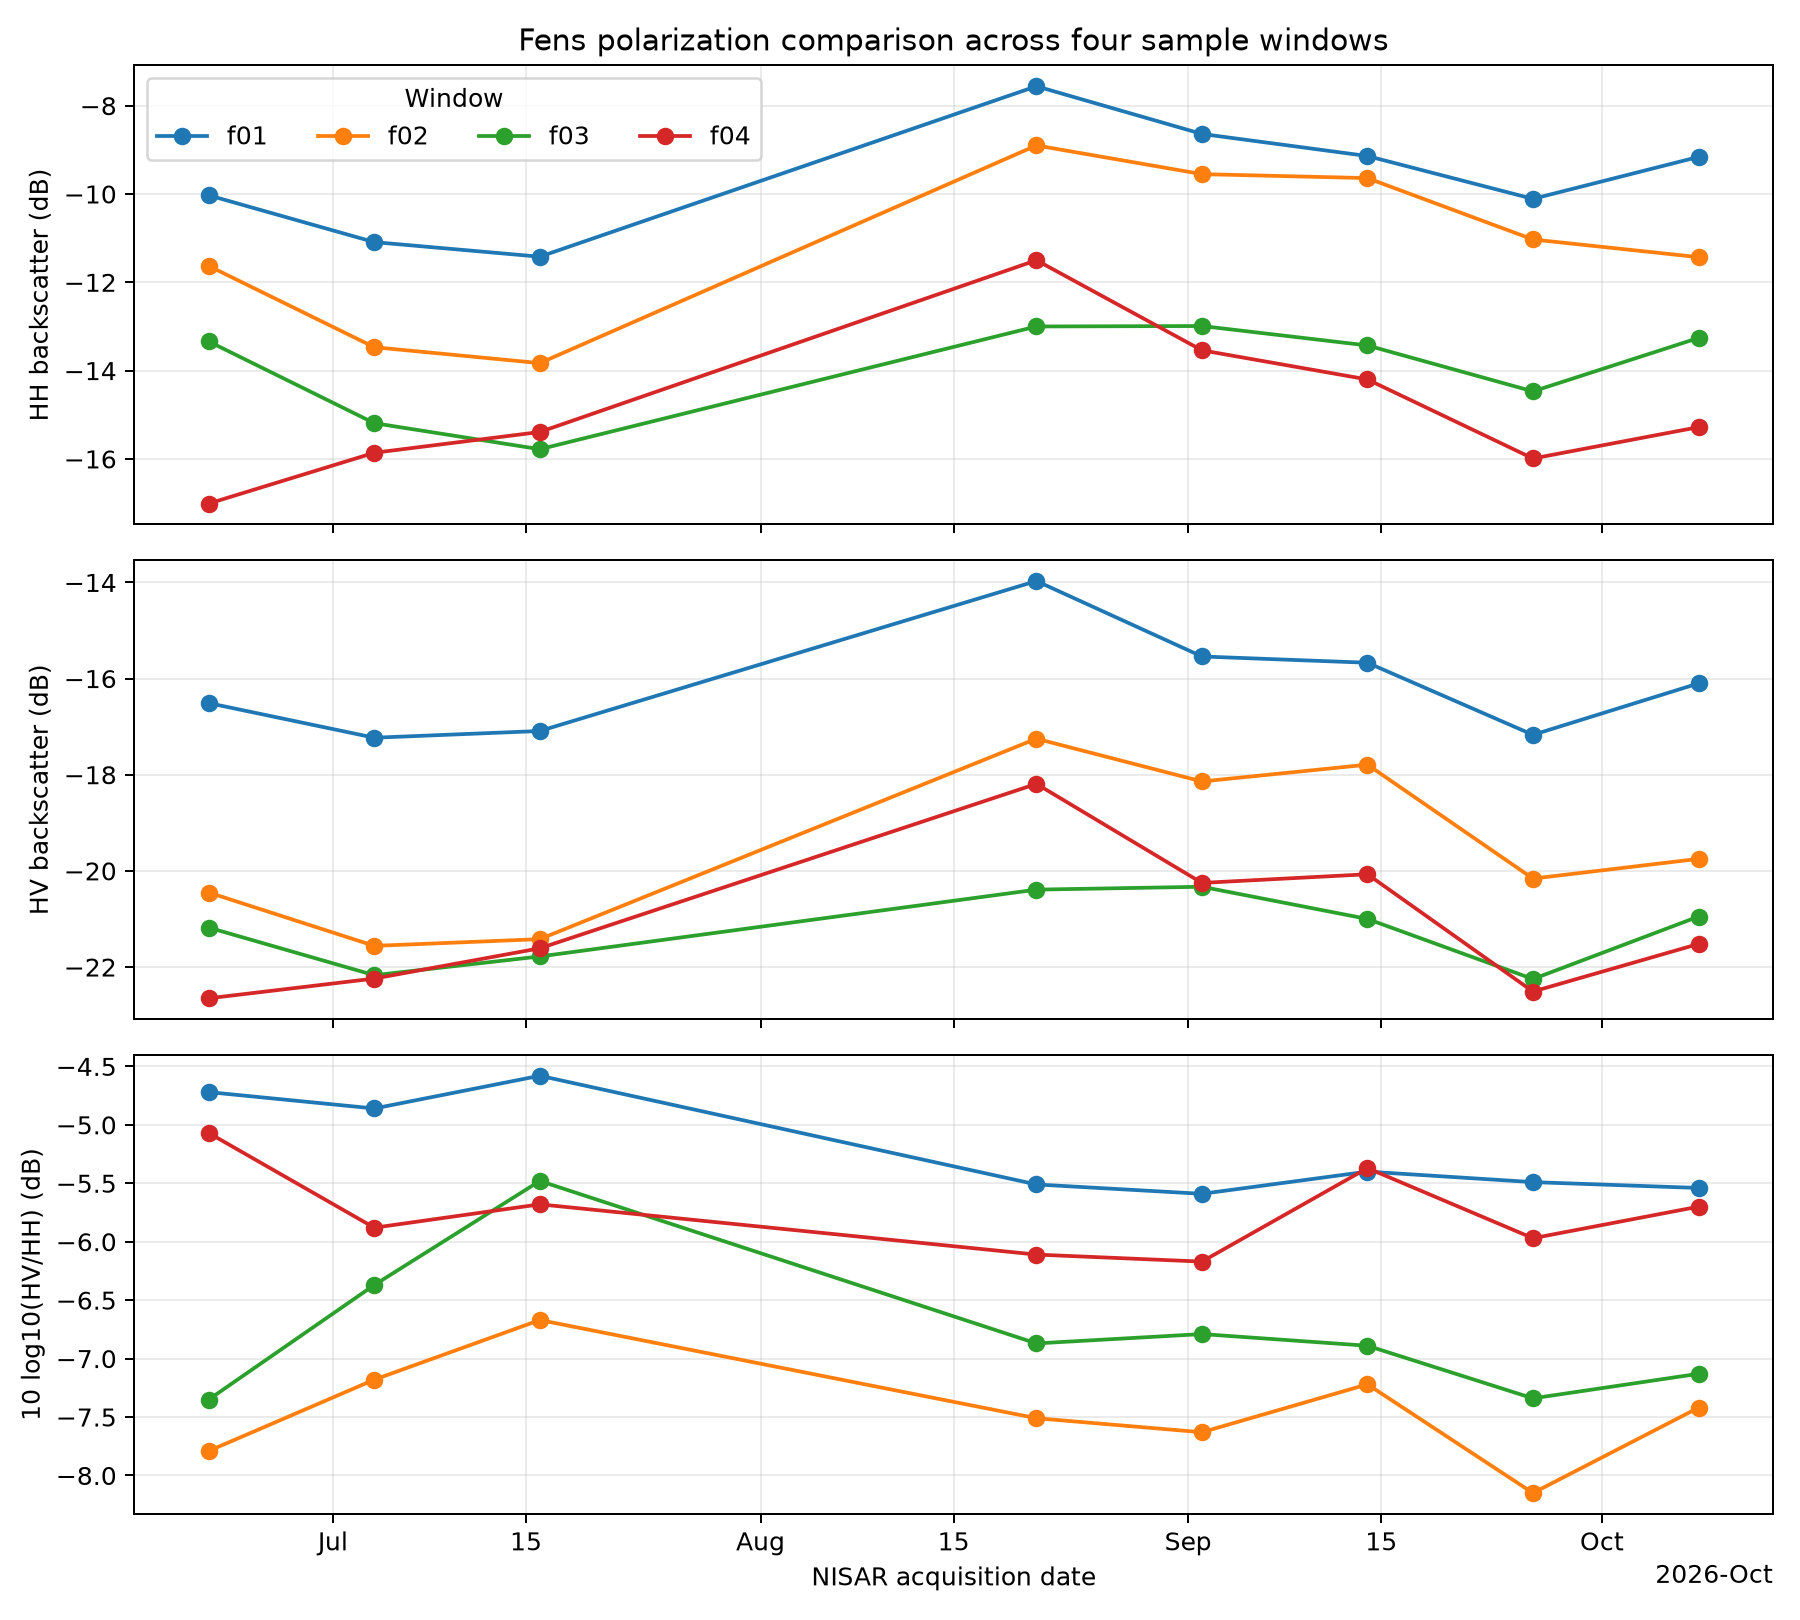 Fens polarization comparison across four sample windows
Window
f01 f02 f03 f04
HH backscatter (dB)
−8
−10
−12
−14
−16
HV backscatter (dB)
−14
−16
−18
−20
−22
10 log10(HV/HH) (dB)
−4.5
−5.0
−5.5
−6.0
−6.5
−7.0
−7.5
−8.0
Jul 15 Aug 15 Sep 15 Oct
NISAR acquisition date
2026-Oct